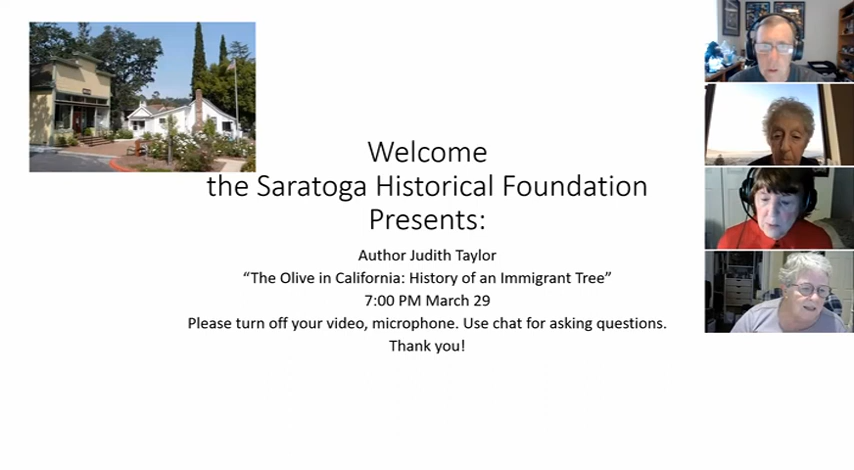 Welcome
the Saratoga Historical Foundation
Presents:
Author Judith Taylor
“The Olive in California: History of an Immigrant Tree”
7:00 PM March 29
Please turn off your video, microphone. Use chat for asking questions.
Thank you!